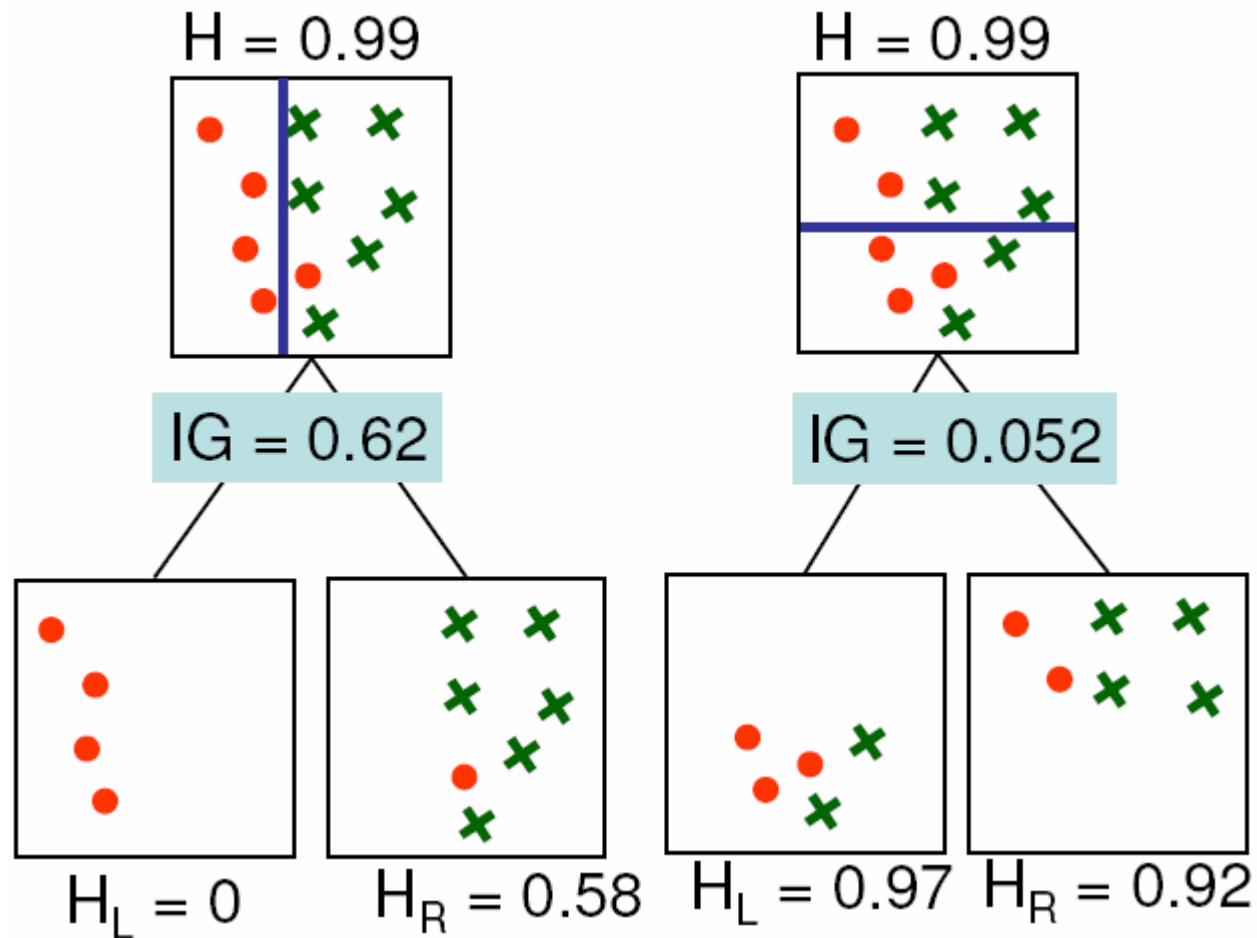 H = 0.99
H = 0.99
IG = 0.62
IG = 0.052
H_L = 0
H_R = 0.58
H_L = 0.97
H_R = 0.92